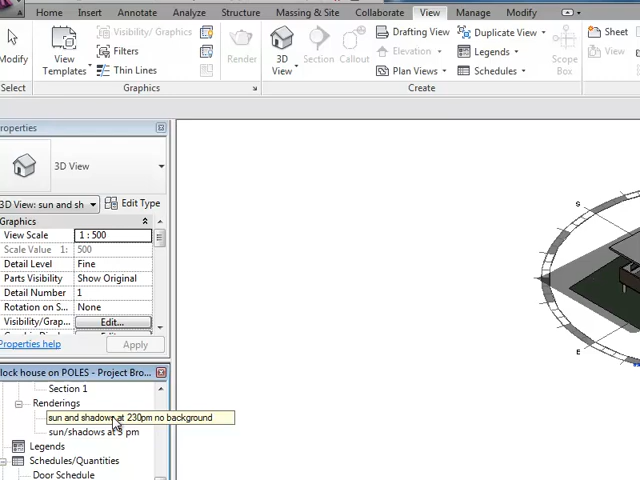 Home Insert Annotate Analyze Structure Massing & Site Collaborate View Manage Modify
Modify
View Templates
Visibility/ Graphics
Filters
Thin Lines
Render
3D View
Section
Callout
Drafting View
Elevation
Plan Views
Duplicate View
Legends
Schedules
Scope Box
Sheet
View
Select Graphics Create
roperties
3D View
3D View: sun and sh Edit Type
Graphics
View Scale 1 : 500
Scale Value 1: 500
Detail Level Fine
Parts Visibility Show Original
Detail Number 1
Rotation on S... None
Visibility/Grap... Edit...
Properties help Apply
lock house on POLES - Project Bro...
Section 1
Renderings
sun and shadows at 230pm no background
sun/shadows at 3 pm
Legends
Schedules/Quantities
Door Schedule
S
E